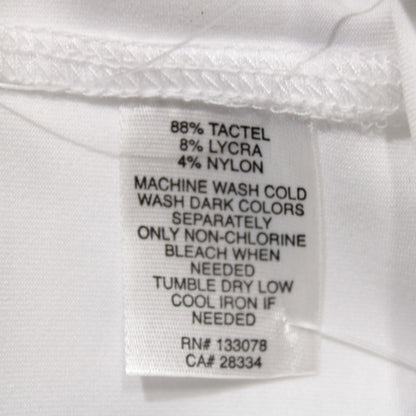 88% TACTEL
8% LYCRA
4% NYLON
MACHINE WASH COLD
WASH DARK COLORS
SEPARATELY
ONLY NON-CHLORINE
BLEACH WHEN
NEEDED
TUMBLE DRY LOW
COOL IRON IF
NEEDED
RN# 133078
CA# 28334